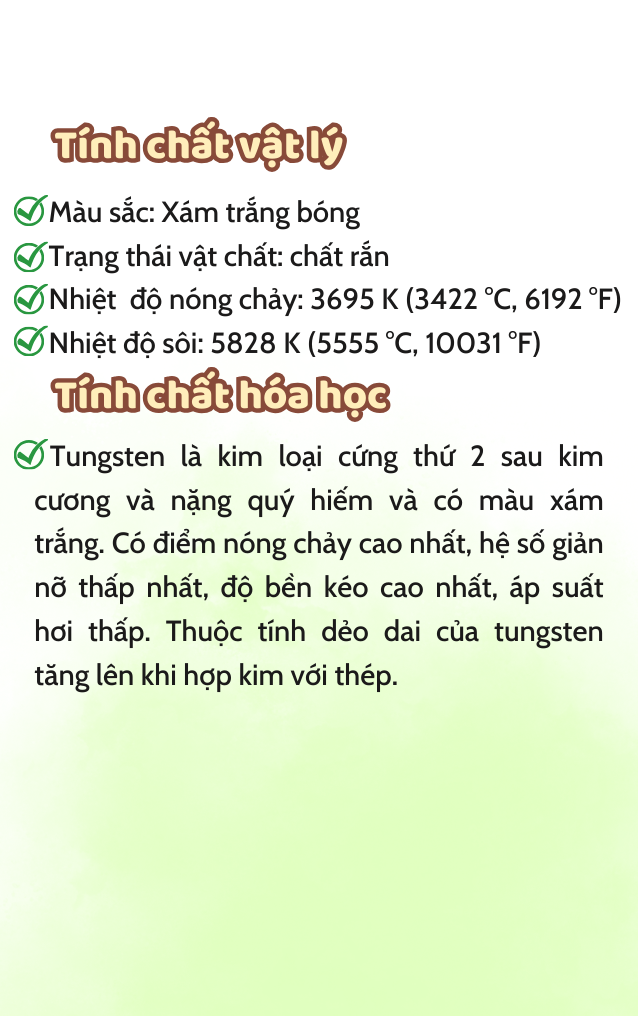 Tính chất vật lý
Màu sắc: Xám trắng bóng
Trạng thái vật chất: chất rắn
Nhiệt độ nóng chảy: 3695 K (3422 °C, 6192 °F)
Nhiệt độ sôi: 5828 K (5555 °C, 10031 °F)
Tính chất hóa học
Tungsten là kim loại cứng thứ 2 sau kim
cương và nặng quý hiếm và có màu xám
trắng. Có điểm nóng chảy cao nhất, hệ số giản
nỡ thấp nhất, độ bền kéo cao nhất, áp suất
hơi thấp. Thuộc tính dẻo dai của tungsten
tăng lên khi hợp kim với thép.